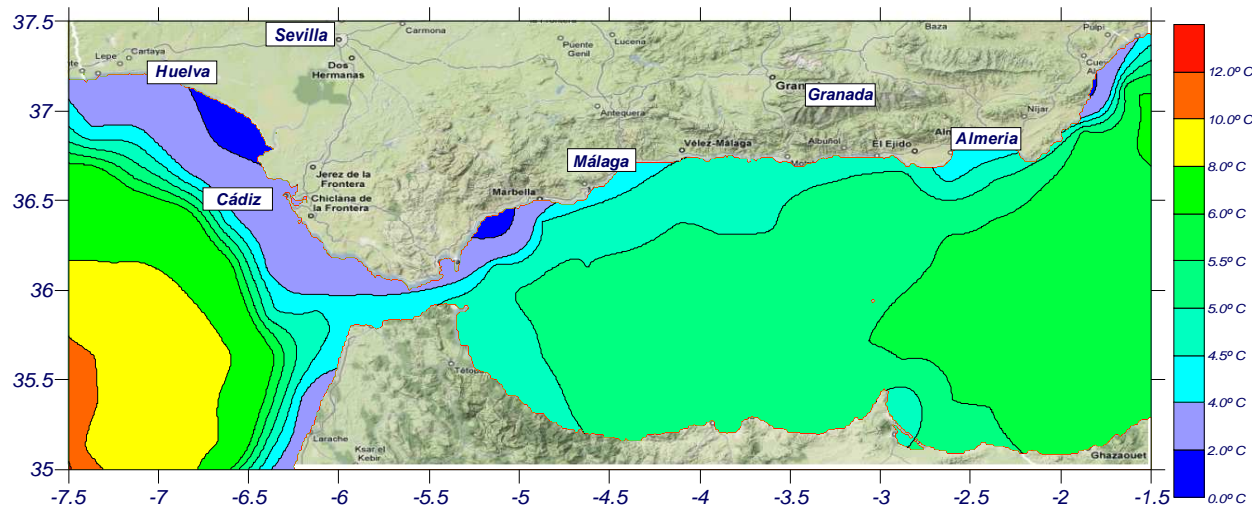 37.5
37
36.5
36
35.5
35
Sevilla
Carmona
Lepe
Cartaya
Huelva
Dos
Hermanas
Puente
Genil
Lucena
Baza
Pulpí
Granada
Antequera
Níjar
Albuñol
El Ejido
Almeria
Vélez-Málaga
Málaga
Jerez de la
Frontera
Cádiz
Chiclana de
la Frontera
Marbella
Larache
Ksar el
Kebir
Ghazaouet
-7.5
-7
-6.5
-6
-5.5
-5
-4.5
-4
-3.5
-3
-2.5
-2
-1.5
12.0º C
10.0º C
8.0º C
6.0º C
5.5º C
5.0º C
4.5º C
4.0º C
2.0º C
0.0º C